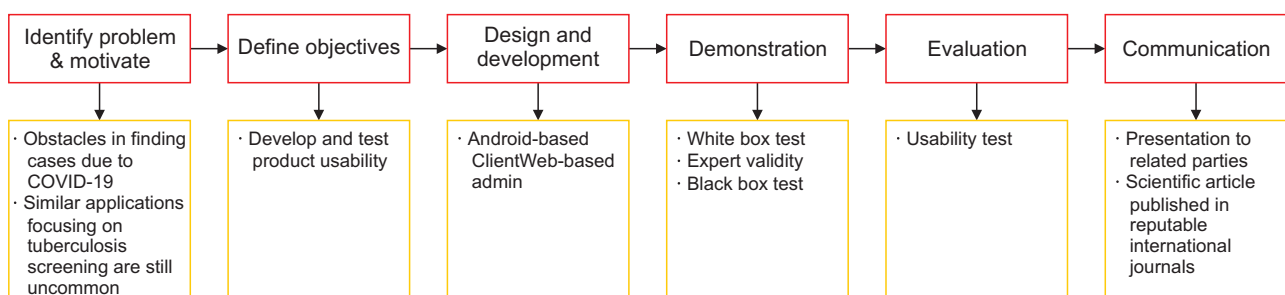 Identify problem
& motivate
Define objectives
Design and
development
Demonstration
Evaluation
Communication
· Obstacles in finding
cases due to
COVID-19
· Similar applications
focusing on
tuberculosis
screening are still
uncommon
· Develop and test
product usability
· Android-based
ClientWeb-based
admin
· White box test
· Expert validity
· Black box test
· Usability test
· Presentation to
related parties
· Scientific article
published in
reputable
international
journals